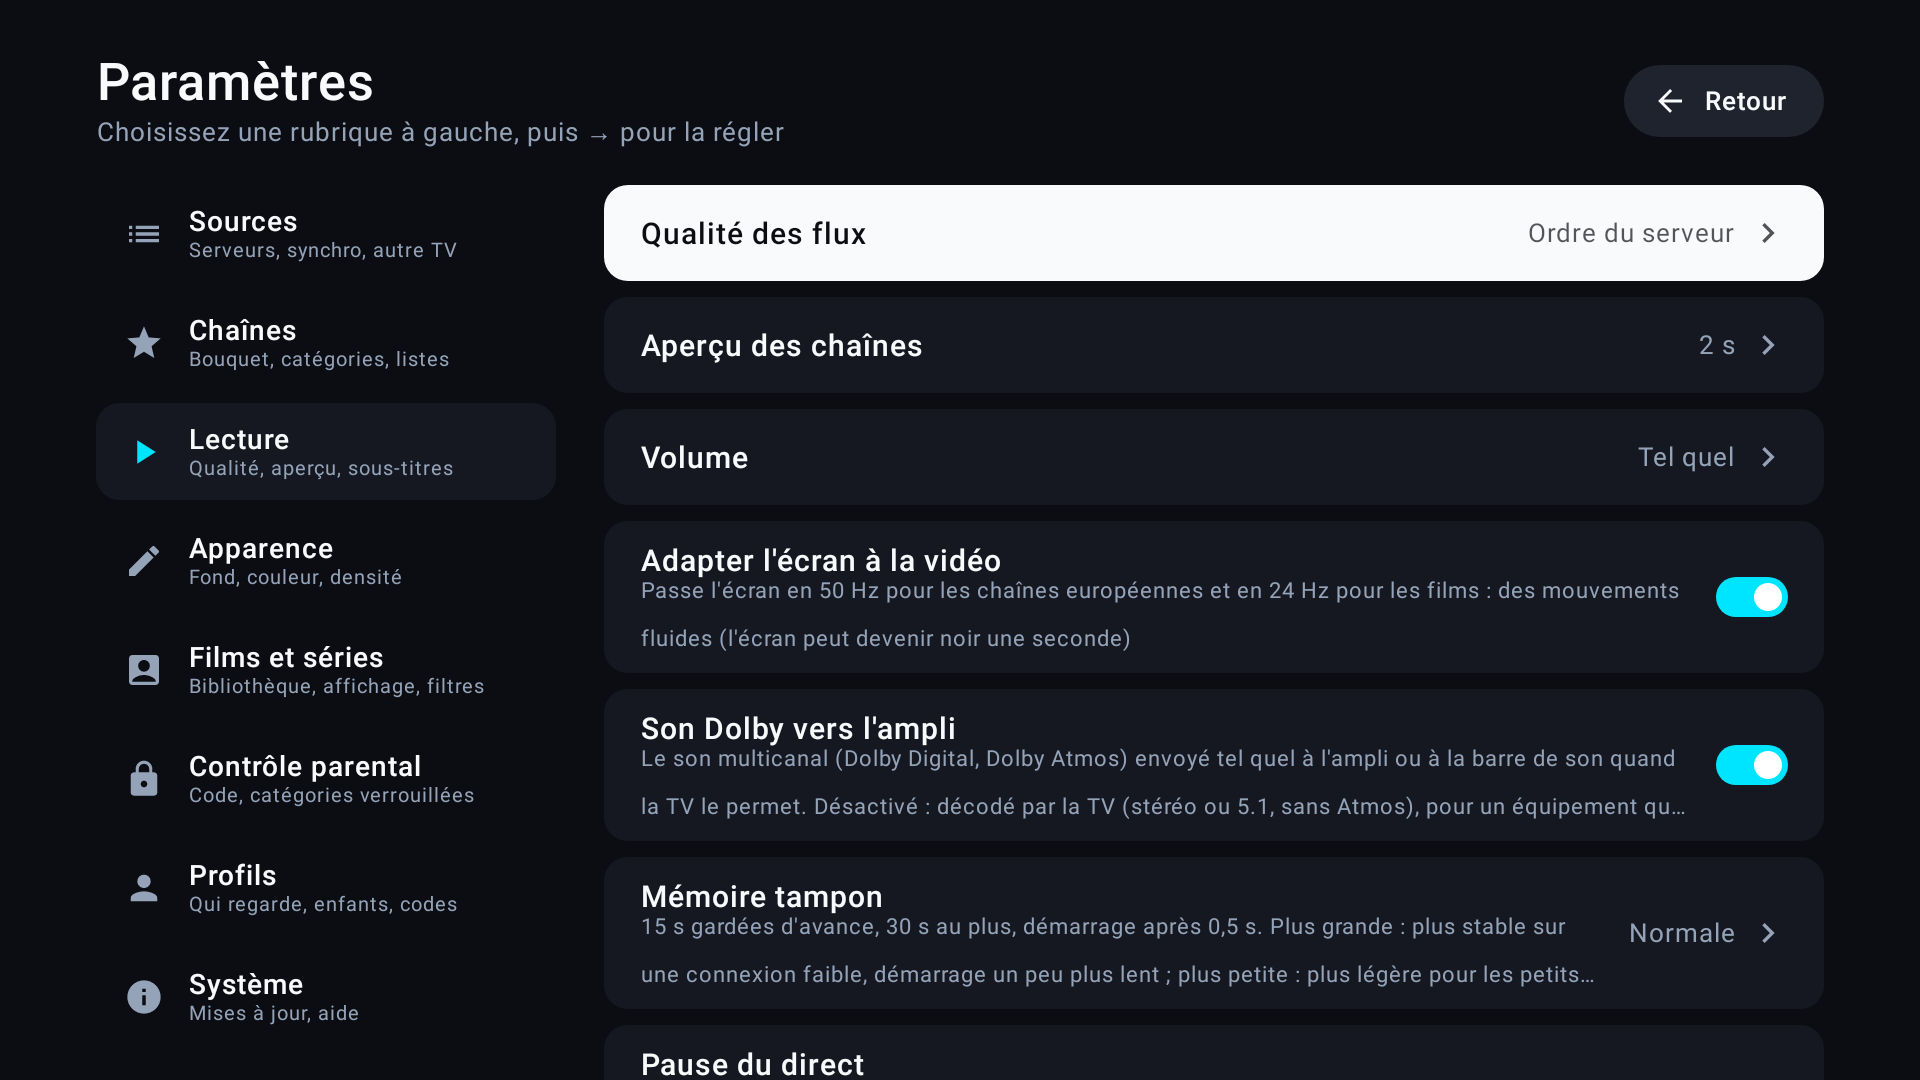 Paramètres
Choisissez une rubrique à gauche, puis → pour la régler
Retour
Sources
Serveurs, synchro, autre TV
Chaînes
Bouquet, catégories, listes
Lecture
Qualité, aperçu, sous-titres
Apparence
Fond, couleur, densité
Films et séries
Bibliothèque, affichage, filtres
Contrôle parental
Code, catégories verrouillées
Profils
Qui regarde, enfants, codes
Système
Mises à jour, aide
Qualité des flux
Ordre du serveur
Aperçu des chaînes
2 s
Volume
Tel quel
Adapter l'écran à la vidéo
Passe l'écran en 50 Hz pour les chaînes européennes et en 24 Hz pour les films : des mouvements
fluides (l'écran peut devenir noir une seconde)
Son Dolby vers l'ampli
Le son multicanal (Dolby Digital, Dolby Atmos) envoyé tel quel à l'ampli ou à la barre de son quand
la TV le permet. Désactivé : décodé par la TV (stéréo ou 5.1, sans Atmos), pour un équipement qu…
Mémoire tampon
15 s gardées d'avance, 30 s au plus, démarrage après 0,5 s. Plus grande : plus stable sur
une connexion faible, démarrage un peu plus lent ; plus petite : plus légère pour les petits…
Normale
Pause du direct